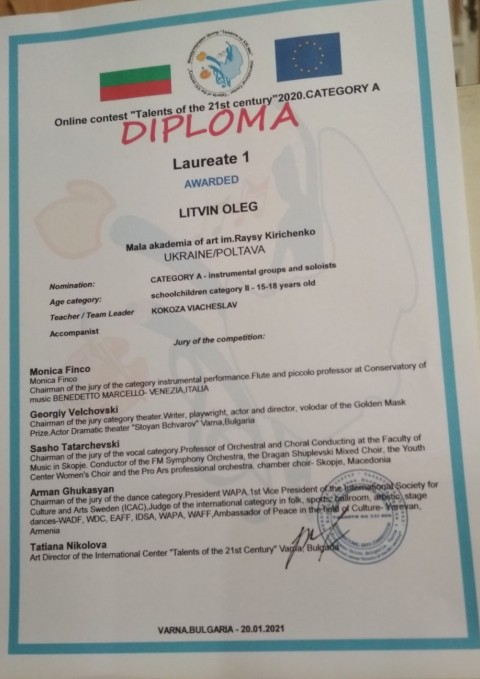 Online contest "Talents of the 21st century"2020.CATEGORY A
DIPLOMA
Laureate 1
AWARDED
LITVIN OLEG
Mala akademia of art im.Raysy Kirichenko
UKRAINE/POLTAVA
Nomination: CATEGORY A - instrumental groups and soloists
Age category: schoolchildren category II - 15-18 years old
Teacher / Team Leader KOKOZA VIACHESLAV
Accompanist
Jury of the competition:
Monica Finco
Monica Finco
Chairman of the jury of the category instrumental performance.Flute and piccolo professor at Conservatory of
music BENEDETTO MARCELLO- VENEZIA,ITALIA
Georgiy Velchovski
Chairman of the jury category theater.Writer, playwright, actor and director, volodar of the Golden Mask
Prize.Actor Dramatic theater "Stoyan Bchvarov" Varna,Bulgaria
Sasho Tatarchevski
Chairman of the jury of the vocal category.Professor of Orchestral and Choral Conducting at the Faculty of
Music in Skopje. Conductor of the FM Symphony Orchestra, the Dragan Shuplevski Mixed Choir, the Youth
Center Women's Choir and the Pro Ars professional orchestra, chamber choir- Skopje, Macedonia
Arman Ghukasyan
Chairman of the jury of the dance category.President WAPA,1st Vice President of the International Society for
Culture and Arts Sweden (ICAC),Judge of the international category in folk, sports, ballroom, artistic, stage
dances-WADF, WDC, EAFF, IDSA, WAPA, WAFF,Ambassador of Peace in the field of Culture- Yerevan,
Armenia
Tatiana Nikolova
Art Director of the International Center "Talents of the 21st Century" Varna, Bulgaria
VARNA.BULGARIA - 20.01.2021